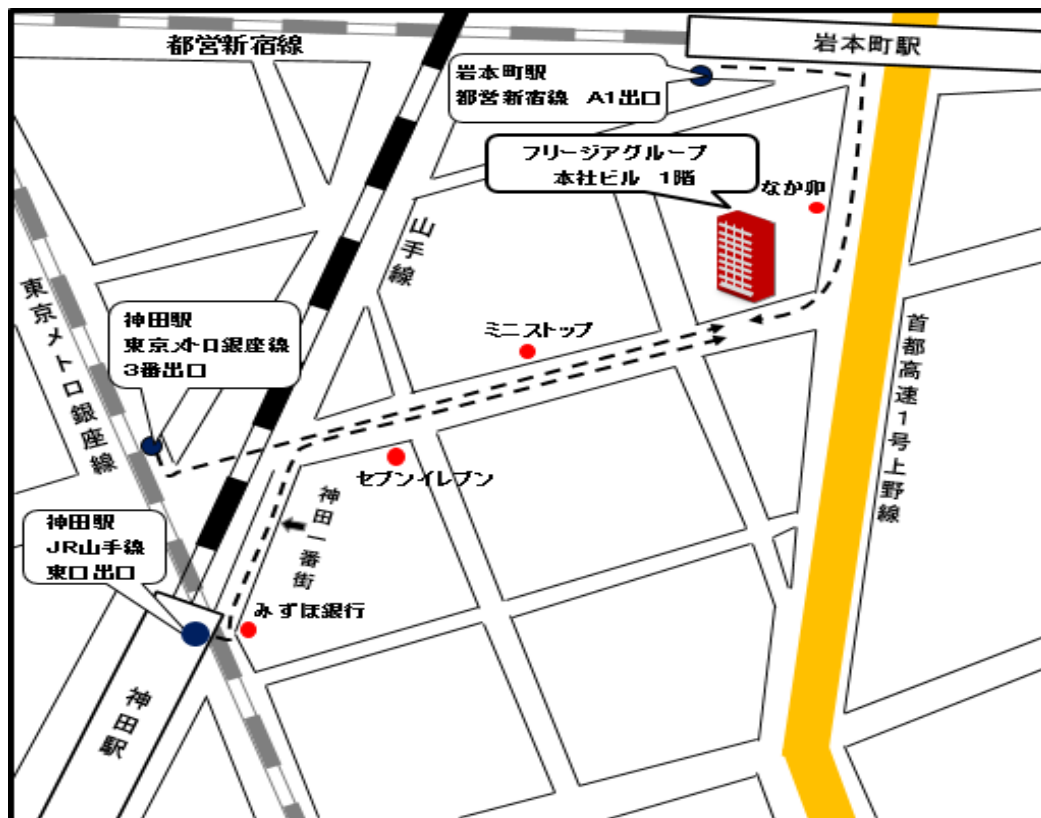 都営新宿線
岩本町駅
岩本町駅
都営新宿線 A1出口
フリージアグループ
本社ビル 1階
なか卯
山手線
東京メトロ銀座線
神田駅
東京メトロ銀座線
3番出口
ミニストップ
首都高速1号上野線
セブンイレブン
神田一番街
神田駅
JR山手線
東口出口
みずほ銀行
神田駅